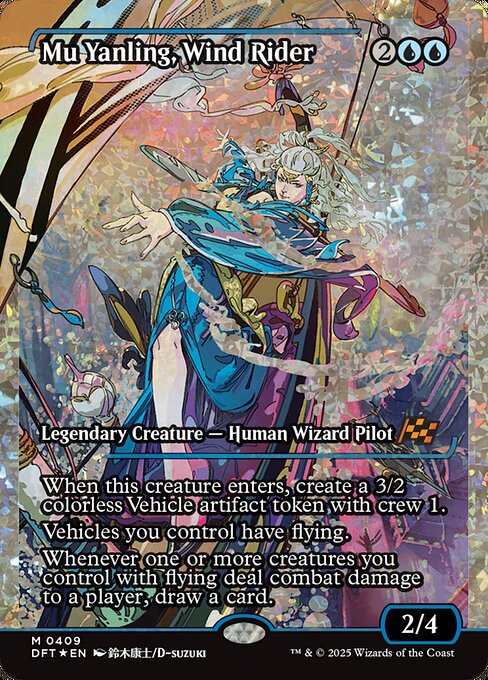 Mu Yanling, Wind Rider 2
Legendary Creature — Human Wizard Pilot
When this creature enters, create a 3/2
colorless Vehicle artifact token with crew 1.
Vehicles you control have flying.
Whenever one or more creatures you
control with flying deal combat damage
to a player, draw a card.
2/4
M 0409
DFT★EN 鈴木康士/D-SUZUKI
™ & © 2025 Wizards of the Coast